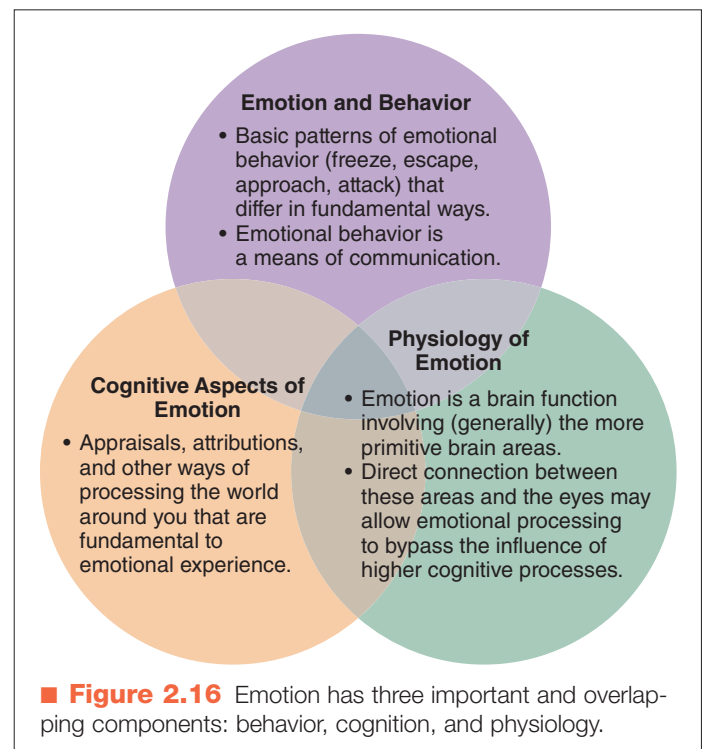 Emotion and Behavior
• Basic patterns of emotional
behavior (freeze, escape,
approach, attack) that
differ in fundamental ways.
• Emotional behavior is
a means of communication.
Cognitive Aspects of
Emotion
• Appraisals, attributions,
and other ways of
processing the world
around you that are
fundamental to
emotional experience.
Physiology of
Emotion
• Emotion is a brain function
involving (generally) the more
primitive brain areas.
• Direct connection between
these areas and the eyes may
allow emotional processing
to bypass the influence of
higher cognitive processes.
■ Figure 2.16 Emotion has three important and overlap-
ping components: behavior, cognition, and physiology.